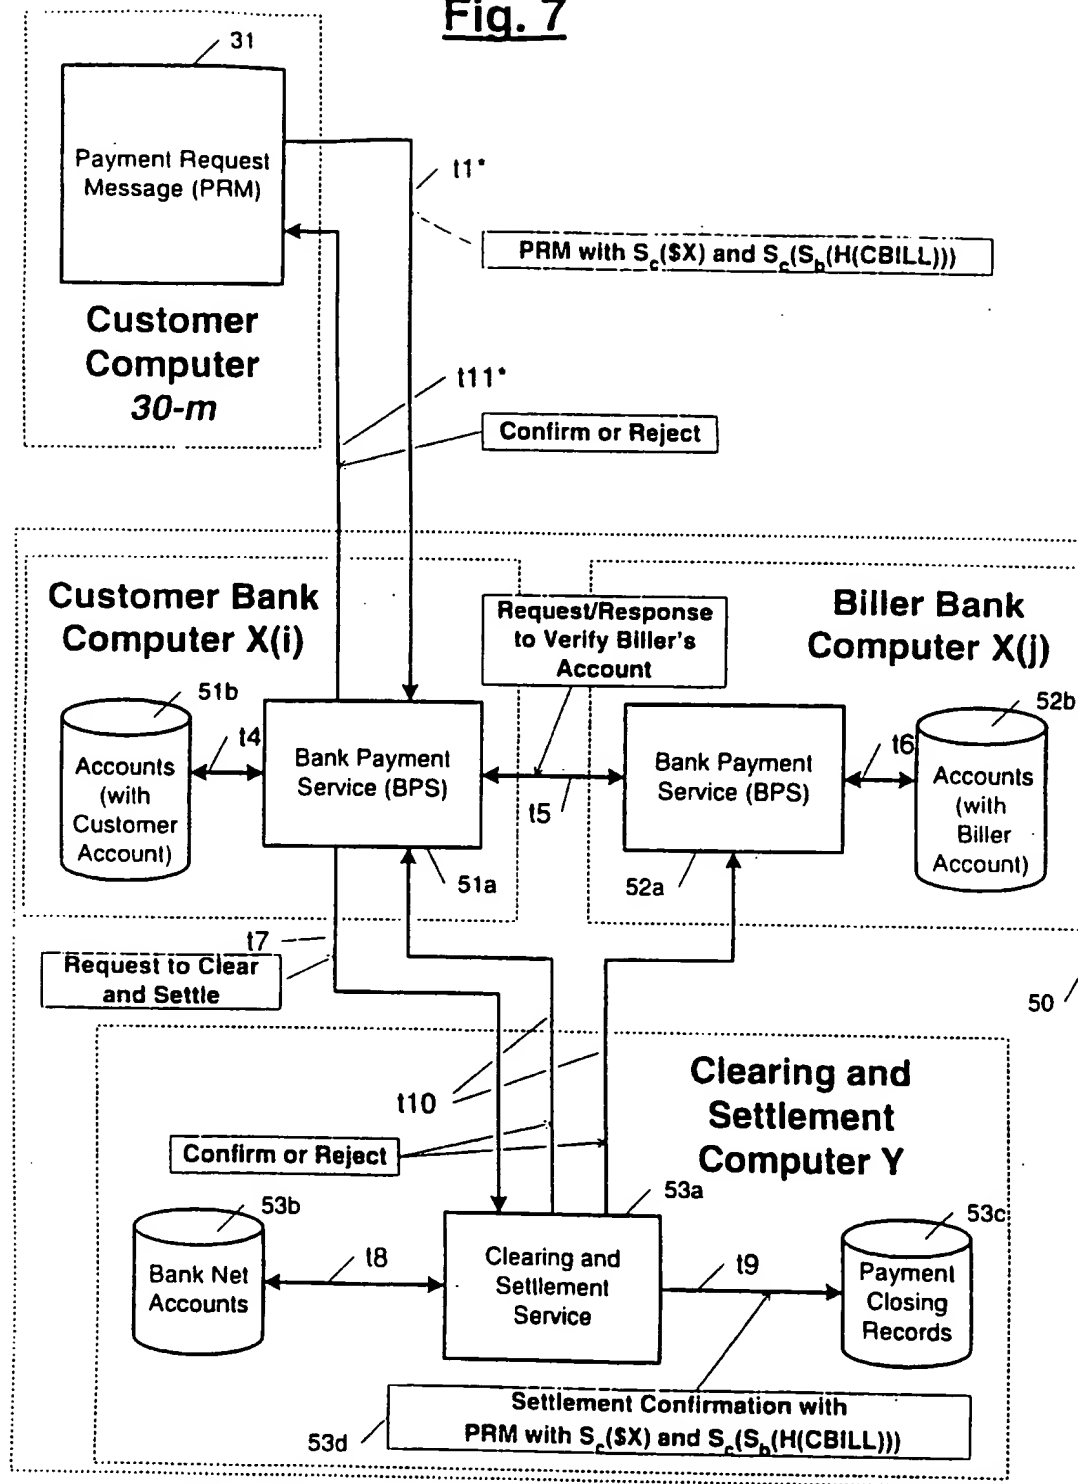 Fig. 7
31
Payment Request
Message (PRM)
t1*
PRM with Sc($X) and Sc(Sb(H(CBILL)))
Customer
Computer
30-m
t11*
Confirm or Reject
Customer Bank
Computer X(i)
Request/Response
to Verify Biller's
Account
Biller Bank
Computer X(j)
51b
t4
Accounts
(with
Customer
Account)
Bank Payment
Service (BPS)
t5
Bank Payment
Service (BPS)
t6
52b
Accounts
(with
Biller
Account)
51a
52a
t7
Request to Clear
and Settle
50
t10
Clearing and
Settlement
Computer Y
Confirm or Reject
53b
53a
53c
Bank Net
Accounts
t8
Clearing and
Settlement
Service
t9
Payment
Closing
Records
53d
Settlement Confirmation with
PRM with Sc($X) and Sc(Sb(H(CBILL)))